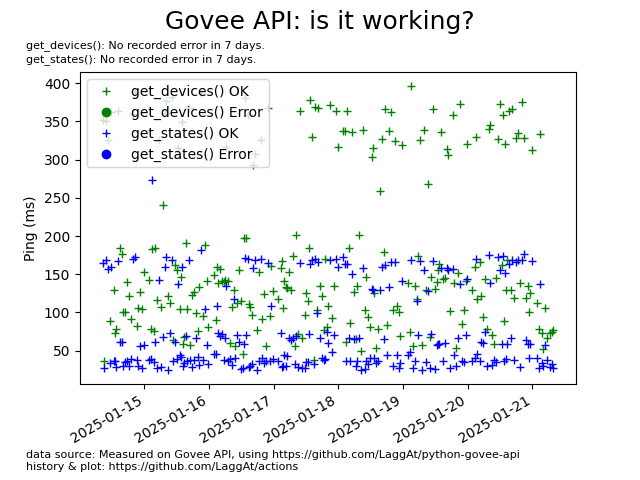 Govee API: is it working?
get_devices(): No recorded error in 7 days.
get_states(): No recorded error in 7 days.
get_devices() OK
get_devices() Error
get_states() OK
get_states() Error
Ping (ms)
400
350
300
250
200
150
100
50
2025-01-15
2025-01-16
2025-01-17
2025-01-18
2025-01-19
2025-01-20
2025-01-21
data source: Measured on Govee API, using https://github.com/LaggAt/python-govee-api
history & plot: https://github.com/LaggAt/actions